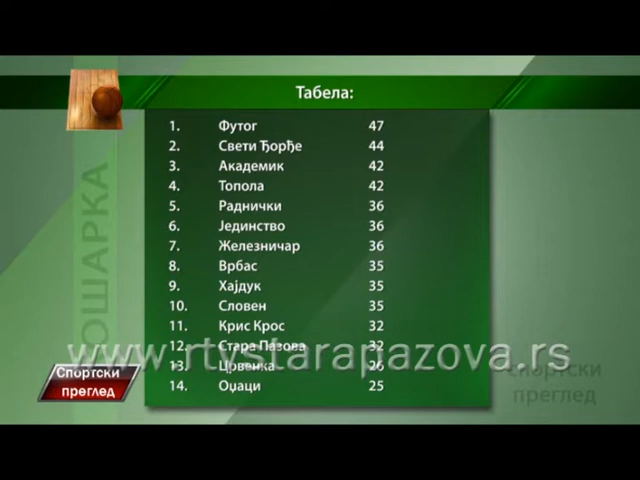 Табела:
1. Футог 47
2. Свети Ђорђе 44
3. Академик 42
4. Топола 42
5. Раднички 36
6. Јединство 36
7. Железничар 36
8. Врбас 35
9. Хајдук 35
10. Словен 35
11. Крис Крос 32
12. Стара Пазова 32
13. Црвенка 26
14. Оџаци 25
www.rtvstarapazova.rs
ОШАРКА
Спортски
преглед
Спортски
преглед